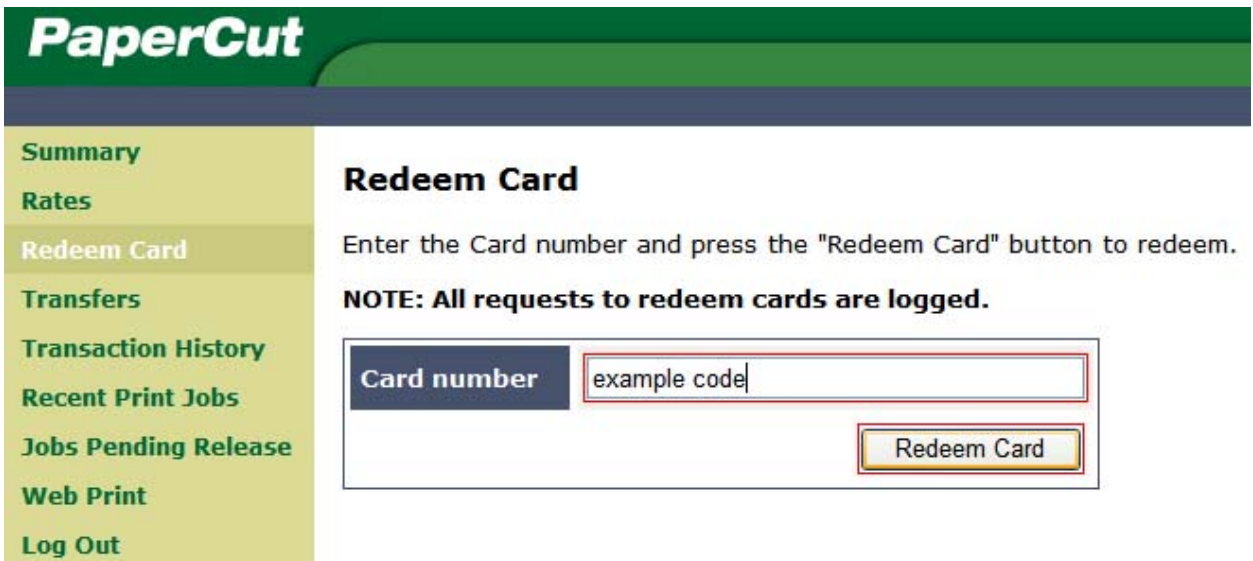 PaperCut
Summary
Rates
Redeem Card
Transfers
Transaction History
Recent Print Jobs
Jobs Pending Release
Web Print
Log Out
Redeem Card
Enter the Card number and press the "Redeem Card" button to redeem.
NOTE: All requests to redeem cards are logged.
Card number example code
Redeem Card